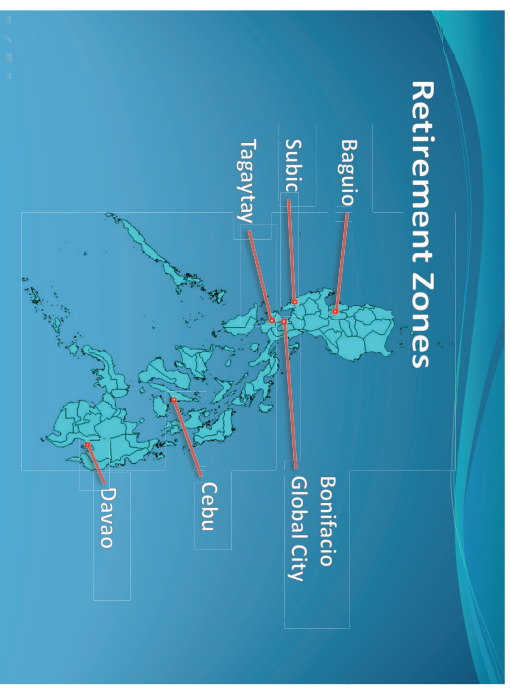 Retirement Zones
Baguio
Subic
Tagaytay
Bonifacio
Global City
Cebu
Davao